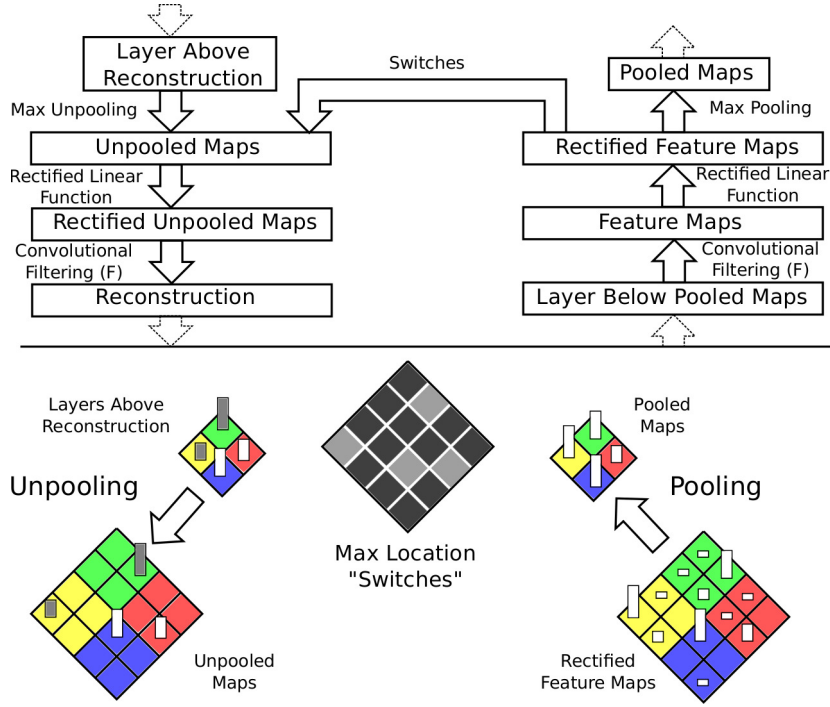 Layer Above
Reconstruction
Switches
Pooled Maps
Max Unpooling
Max Pooling
Unpooled Maps
Rectified Feature Maps
Rectified Linear
Function
Rectified Linear
Function
Rectified Unpooled Maps
Feature Maps
Convolutional
Filtering (F)
Convolutional
Filtering (F)
Reconstruction
Layer Below Pooled Maps
Layers Above
Reconstruction
Pooled
Maps
Unpooling
Pooling
Max Location
"Switches"
Unpooled
Maps
Rectified
Feature Maps